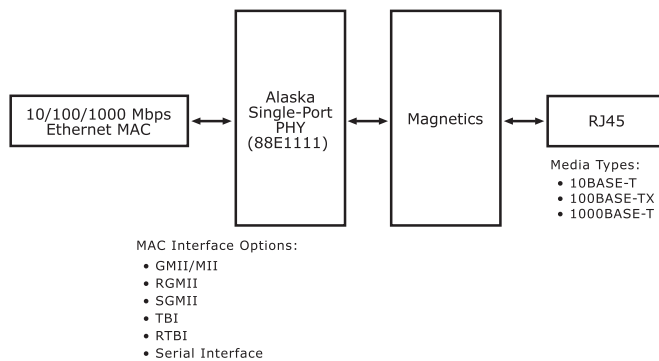 10/100/1000 Mbps
Ethernet MAC
Alaska
Single-Port
PHY
(88E1111)
Magnetics
RJ45
Media Types:
• 10BASE-T
• 100BASE-TX
• 1000BASE-T
MAC Interface Options:
• GMII/MII
• RGMII
• SGMII
• TBI
• RTBI
• Serial Interface